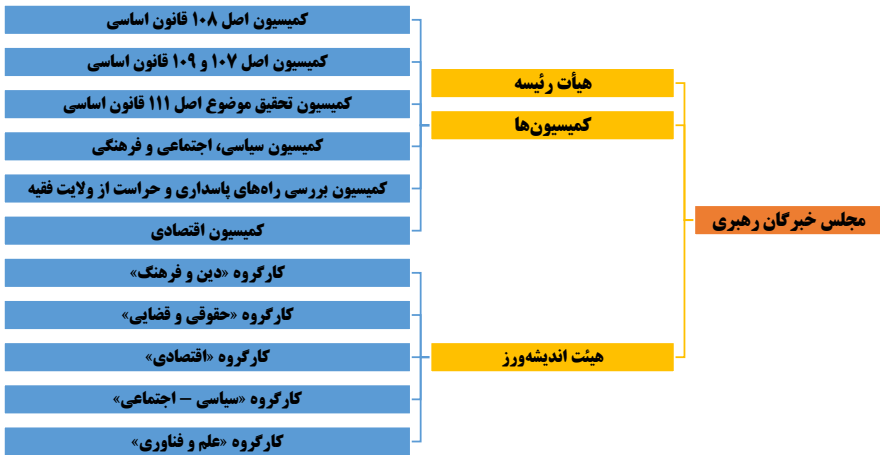 مجلس خبرگان رهبری
هیأت رئیسه
کمیسیون‌ها
کمیسیون اصل ۱۰۸ قانون اساسی
کمیسیون اصل ۱۰۷ و ۱۰۹ قانون اساسی
کمیسیون تحقیق موضوع اصل ۱۱۱ قانون اساسی
کمیسیون سیاسی، اجتماعی و فرهنگی
کمیسیون بررسی راه‌های پاسداری و حراست از ولایت فقیه
کمیسیون اقتصادی
هیئت اندیشه‌ورز
کارگروه «دین و فرهنگ»
کارگروه «حقوقی و قضایی»
کارگروه «اقتصادی»
کارگروه «سیاسی – اجتماعی»
کارگروه «علم و فناوری»